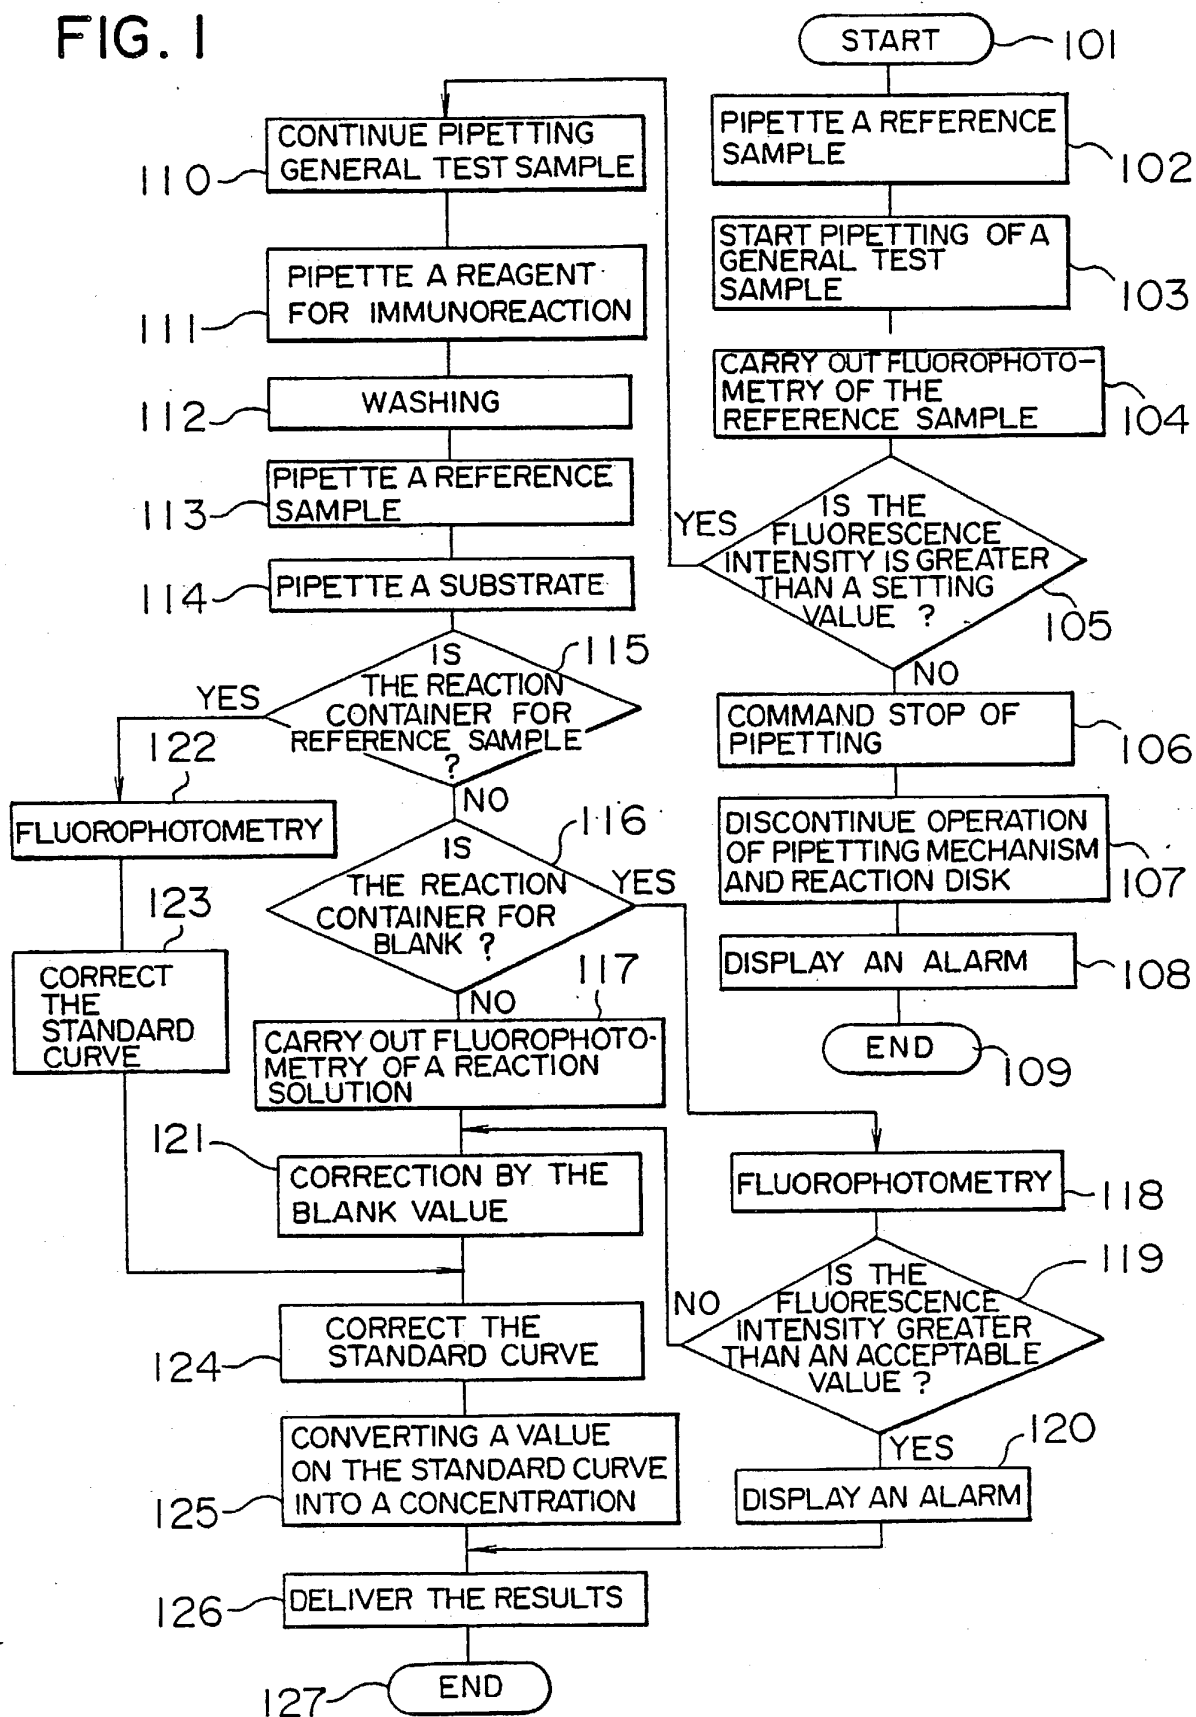 FIG. 1
START
101
PIPETTE A REFERENCE
SAMPLE
102
START PIPETTING OF A
GENERAL TEST
SAMPLE
103
CARRY OUT FLUOROPHOTO-
METRY OF THE
REFERENCE SAMPLE
104
IS THE
FLUORESCENCE
INTENSITY IS GREATER
THAN A SETTING
VALUE ?
105
YES
NO
COMMAND STOP OF
PIPETTING
106
DISCONTINUE OPERATION
OF PIPETTING MECHANISM
AND REACTION DISK
107
DISPLAY AN ALARM
108
END
109
CONTINUE PIPETTING
GENERAL TEST SAMPLE
110
PIPETTE A REAGENT
FOR IMMUNOREACTION
111
WASHING
112
PIPETTE A REFERENCE
SAMPLE
113
PIPETTE A SUBSTRATE
114
IS
THE REACTION
CONTAINER FOR
REFERENCE SAMPLE
?
115
YES
NO
122
FLUOROPHOTOMETRY
123
CORRECT
THE
STANDARD
CURVE
IS
THE REACTION
CONTAINER FOR
BLANK ?
116
YES
NO
117
CARRY OUT FLUOROPHOTO-
METRY OF A REACTION
SOLUTION
121
CORRECTION BY THE
BLANK VALUE
FLUOROPHOTOMETRY
118
IS THE
FLUORESCENCE
INTENSITY GREATER
THAN AN ACCEPTABLE
VALUE ?
119
NO
YES
120
DISPLAY AN ALARM
CORRECT THE
STANDARD CURVE
124
CONVERTING A VALUE
ON THE STANDARD CURVE
INTO A CONCENTRATION
125
DELIVER THE RESULTS
126
END
127